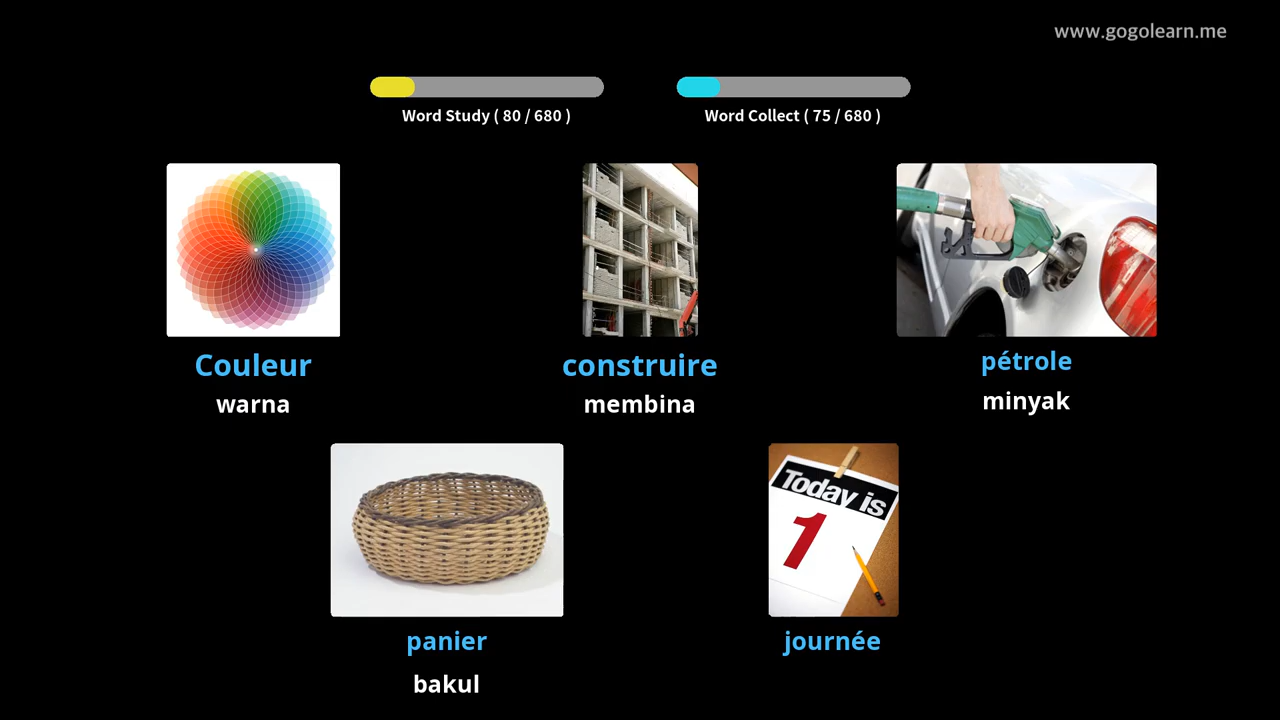 www.gogolearn.me
Word Study ( 80 / 680 )
Word Collect ( 75 / 680 )
Couleur
warna
construire
membina
pétrole
minyak
Today is
1
panier
bakul
journée